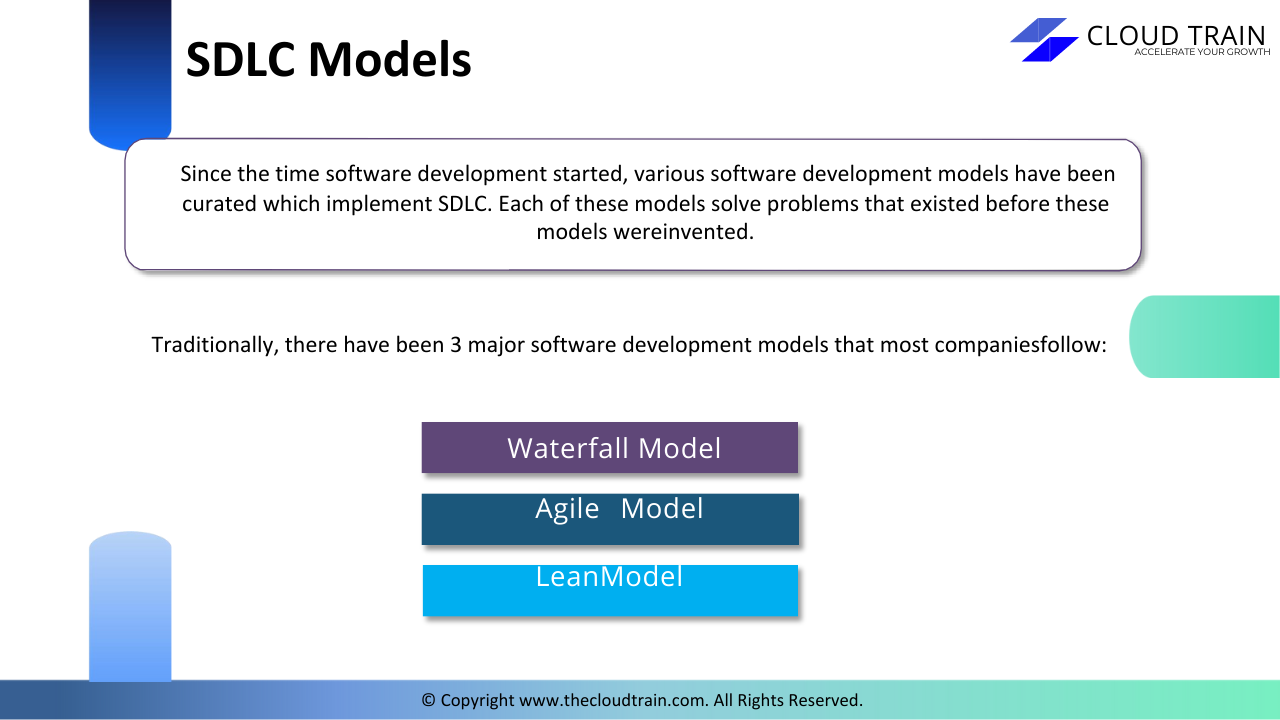 SDLC Models
CLOUD TRAIN
ACCELERATE YOUR GROWTH
Since the time software development started, various software development models have been
curated which implement SDLC. Each of these models solve problems that existed before these
models wereinvented.
Traditionally, there have been 3 major software development models that most companiesfollow:
Waterfall Model
Agile Model
LeanModel
© Copyright www.thecloudtrain.com. All Rights Reserved.